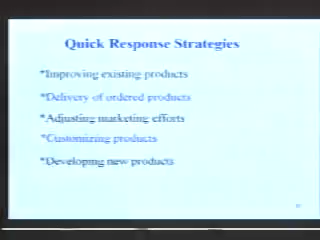 Quick Response Strategies
*Improving existing products
*Delivery of ordered products
*Adjusting marketing efforts
*Customizing products
*Developing new products